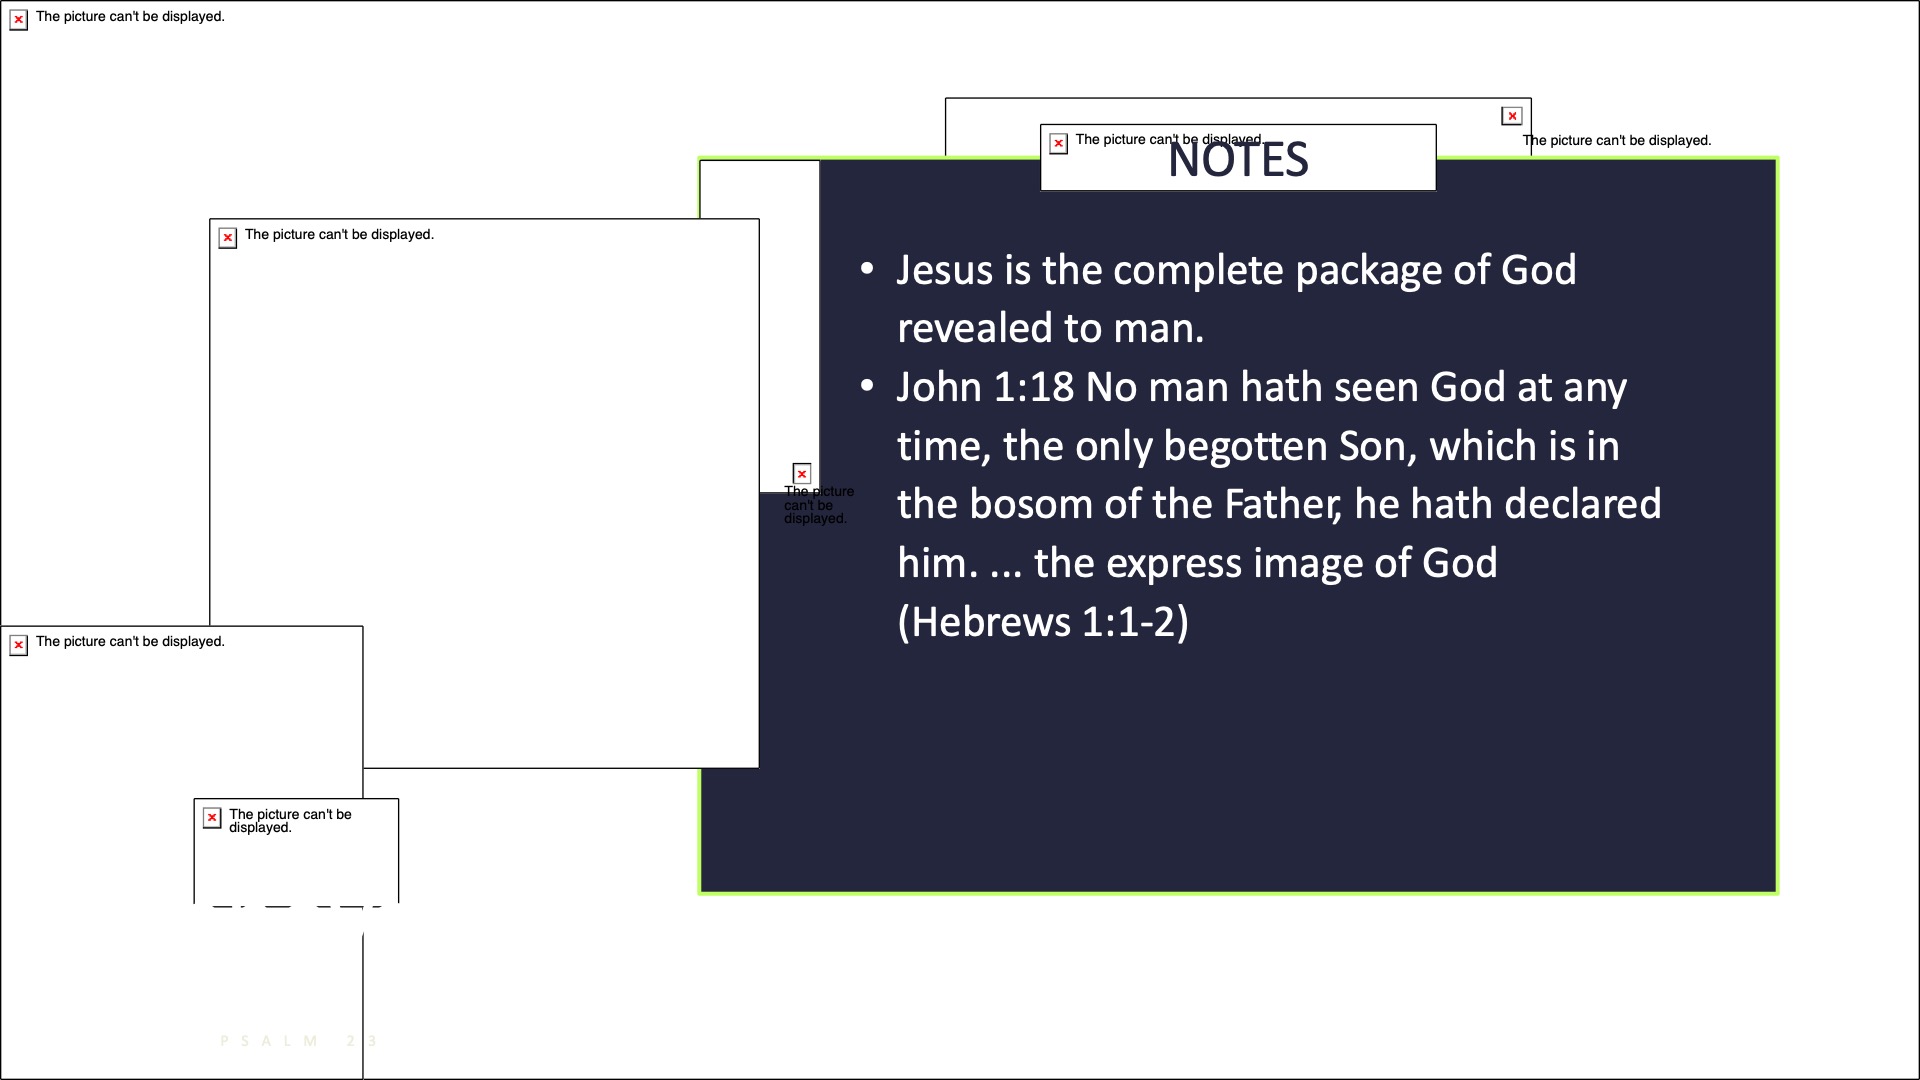 The picture can't be displayed.
The picture can't be displayed.
The picture can't be displayed.
NOTES
The picture can't be displayed.
• Jesus is the complete package of God
revealed to man.
• John 1:18 No man hath seen God at any
time, the only begotten Son, which is in
the bosom of the Father, he hath declared
him. ... the express image of God
(Hebrews 1:1-2)
The picture
can't be
displayed.
The picture can't be displayed.
The picture can't be
displayed.
PSALM 23